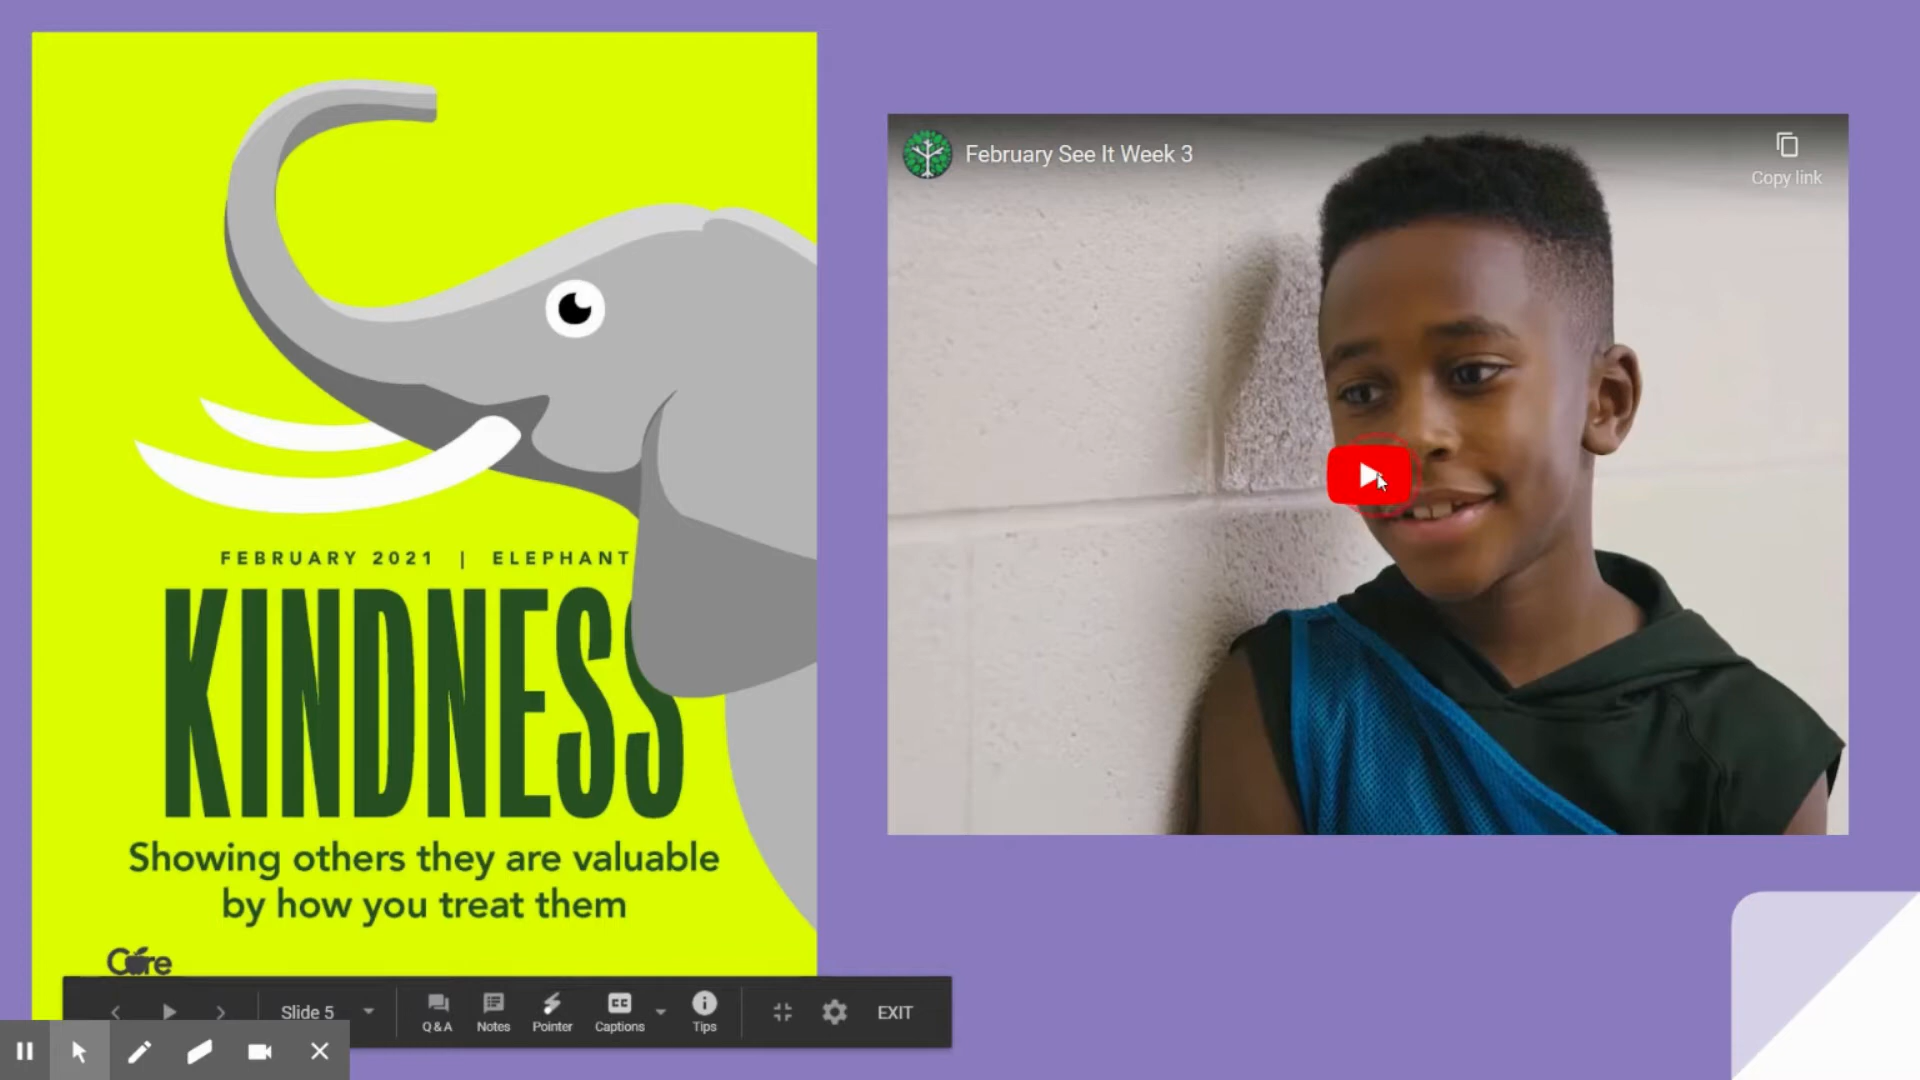 FEBRUARY 2021 | ELEPHANT
KINDNESS
Showing others they are valuable
by how you treat them
Core
February See It Week 3
Copy link
Slide 5
Q&A
Notes
CC
Captions
Tips
Pointer
EXIT